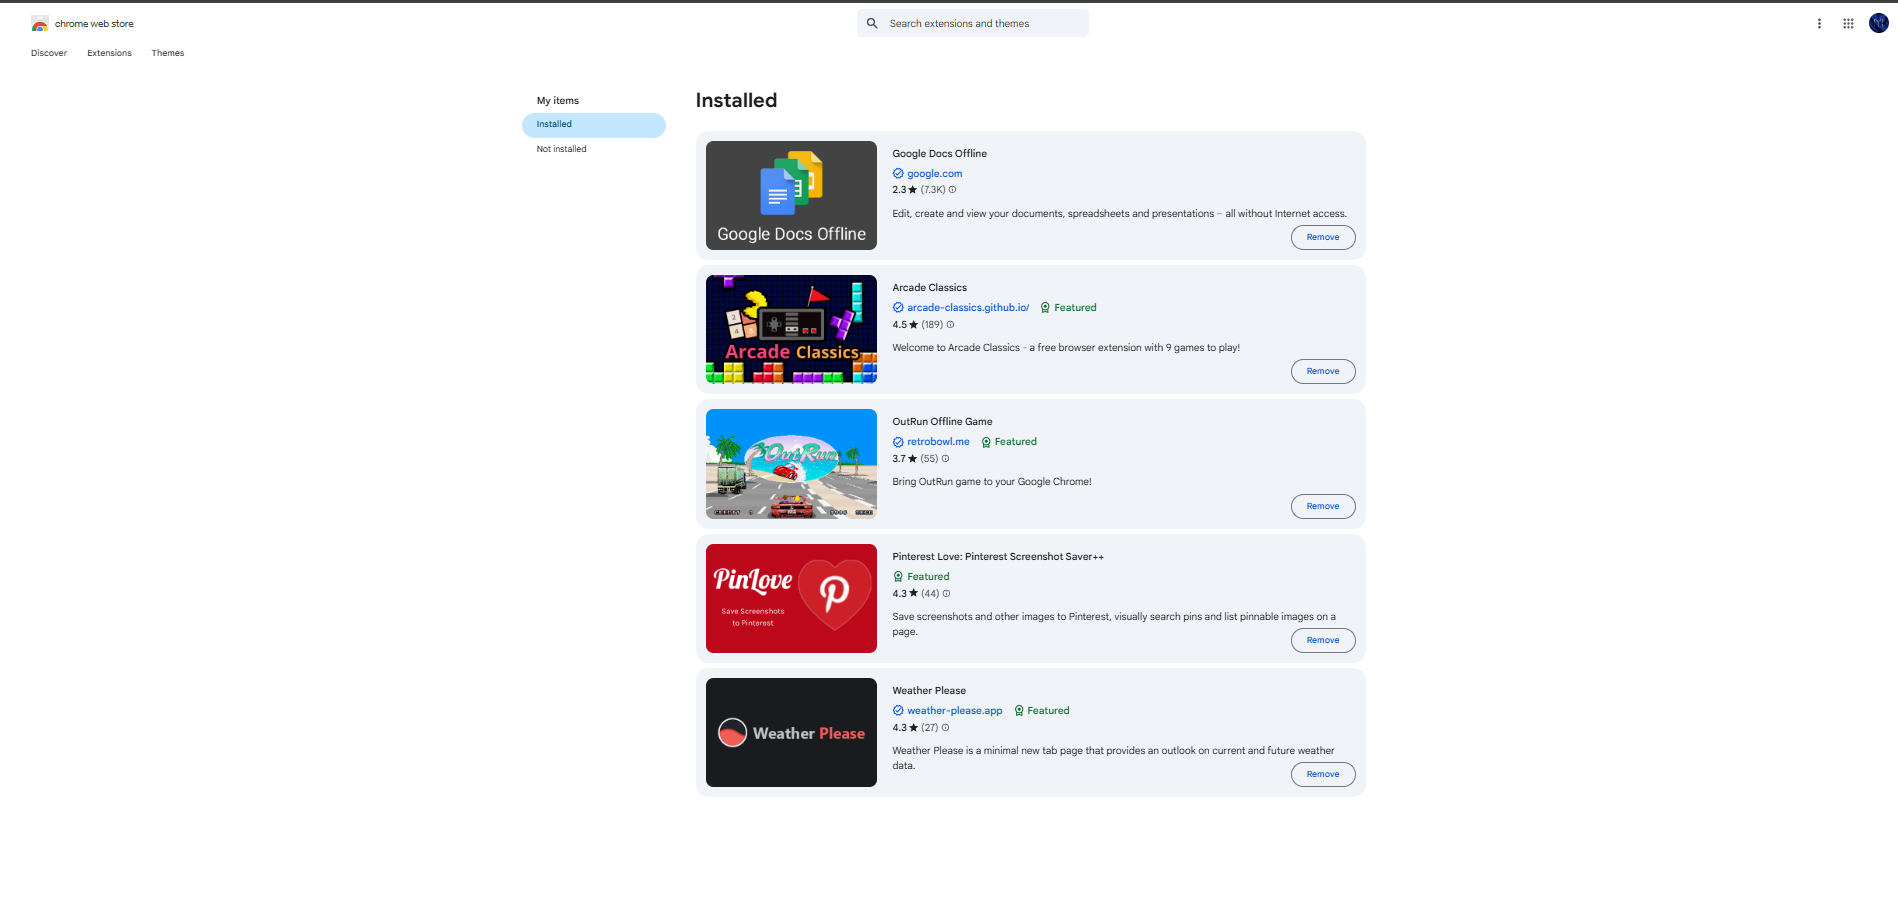 chrome web store
Search extensions and themes
Discover
Extensions
Themes
My items
Installed
Not installed
Installed
Google Docs Offline
Google Docs Offline
google.com
2.3 ★ (7.3K)
Edit, create and view your documents, spreadsheets and presentations – all without Internet access.
Remove
Arcade Classics
Arcade Classics
arcade-classics.github.io/
Featured
4.5 ★ (189)
Welcome to Arcade Classics - a free browser extension with 9 games to play!
Remove
OutRun
CREDIT
OutRun Offline Game
retrobowl.me
Featured
3.7 ★ (55)
Bring OutRun game to your Google Chrome!
Remove
PinLove
Save Screenshots
to Pinterest
Pinterest Love: Pinterest Screenshot Saver++
Featured
4.3 ★ (44)
Save screenshots and other images to Pinterest, visually search pins and list pinnable images on a
page.
Remove
Weather Please
Weather Please
weather-please.app
Featured
4.3 ★ (27)
Weather Please is a minimal new tab page that provides an outlook on current and future weather
data.
Remove